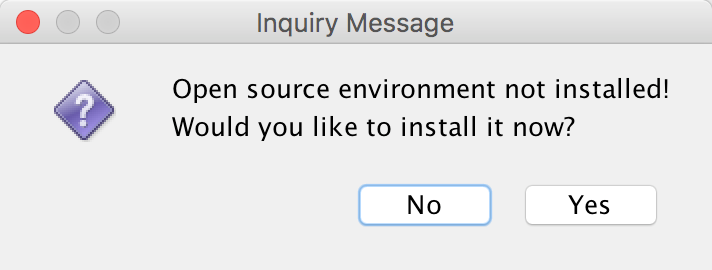 Inquiry Message
Open source environment not installed!
Would you like to install it now?
No
Yes